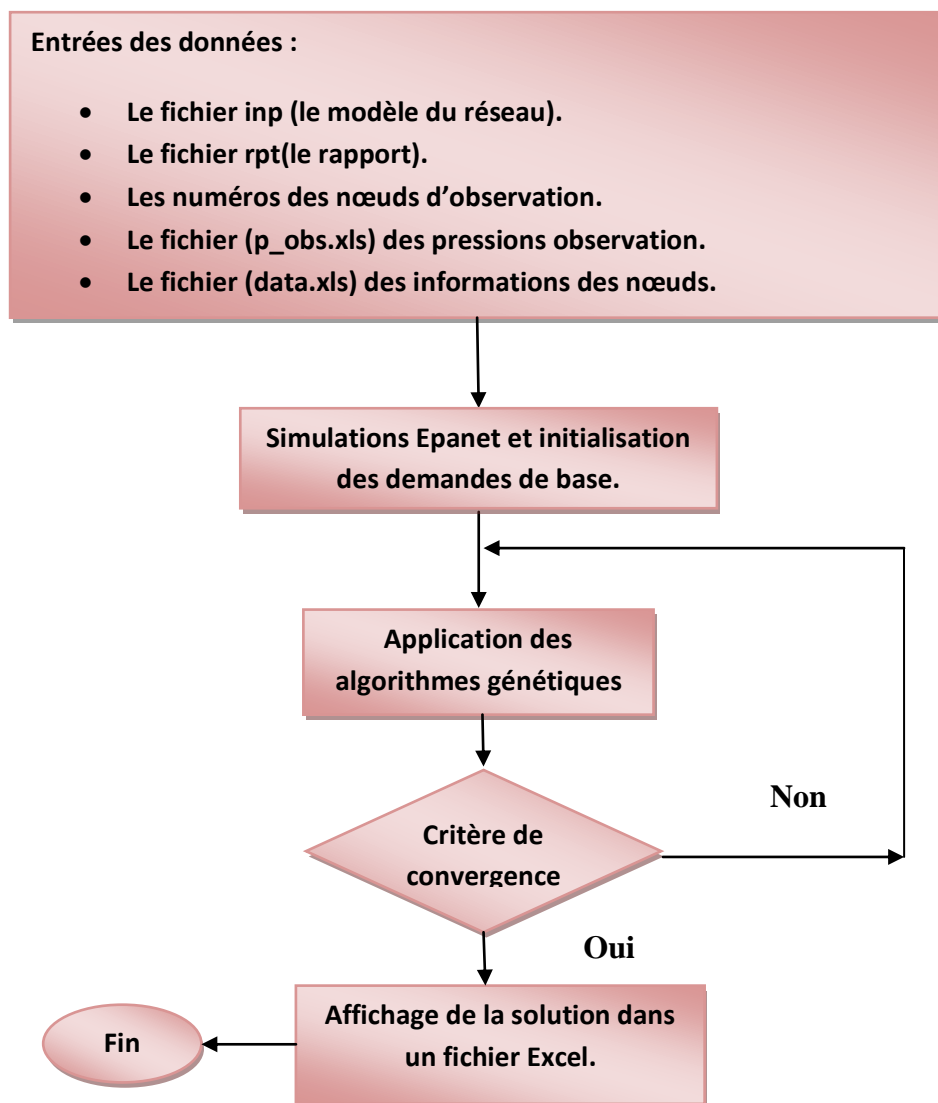 Entrées des données :
• Le fichier inp (le modèle du réseau).
• Le fichier rpt(le rapport).
• Les numéros des nœuds d’observation.
• Le fichier (p_obs.xls) des pressions observation.
• Le fichier (data.xls) des informations des nœuds.
Simulations Epanet et initialisation
des demandes de base.
Application des
algorithmes génétiques
Non
Critère de
convergence
Oui
Affichage de la solution dans
un fichier Excel.
Fin